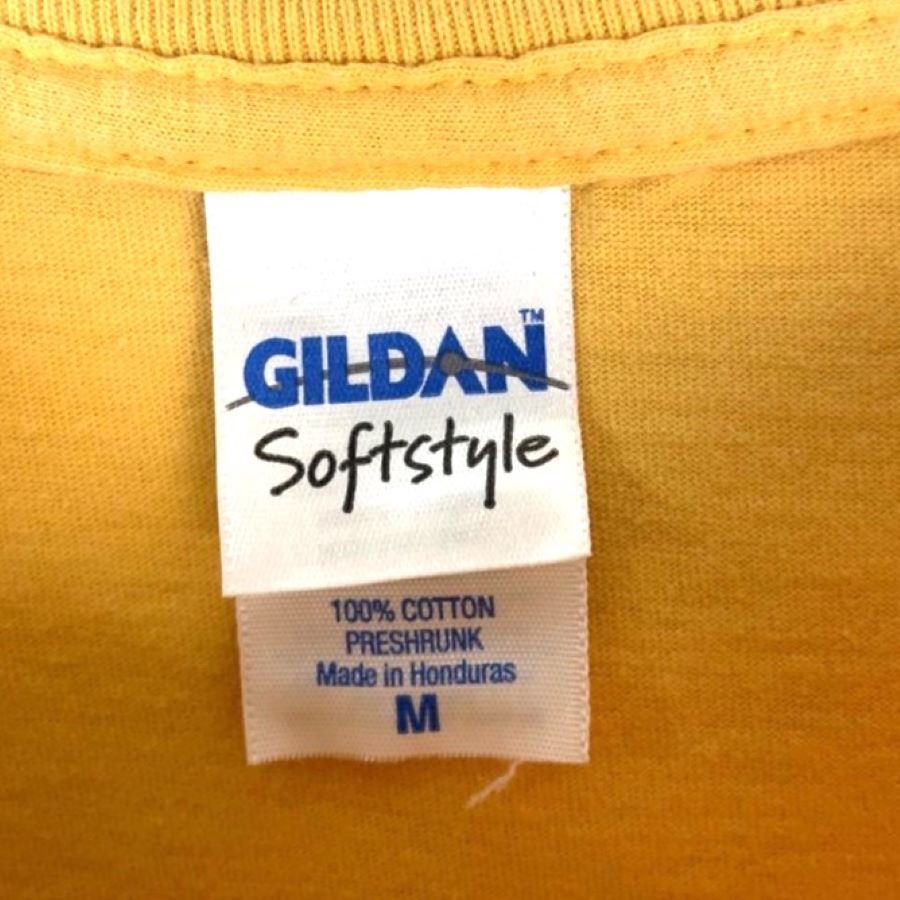 GILDAN™
Softstyle
100% COTTON
PRESHRUNK
Made in Honduras
M